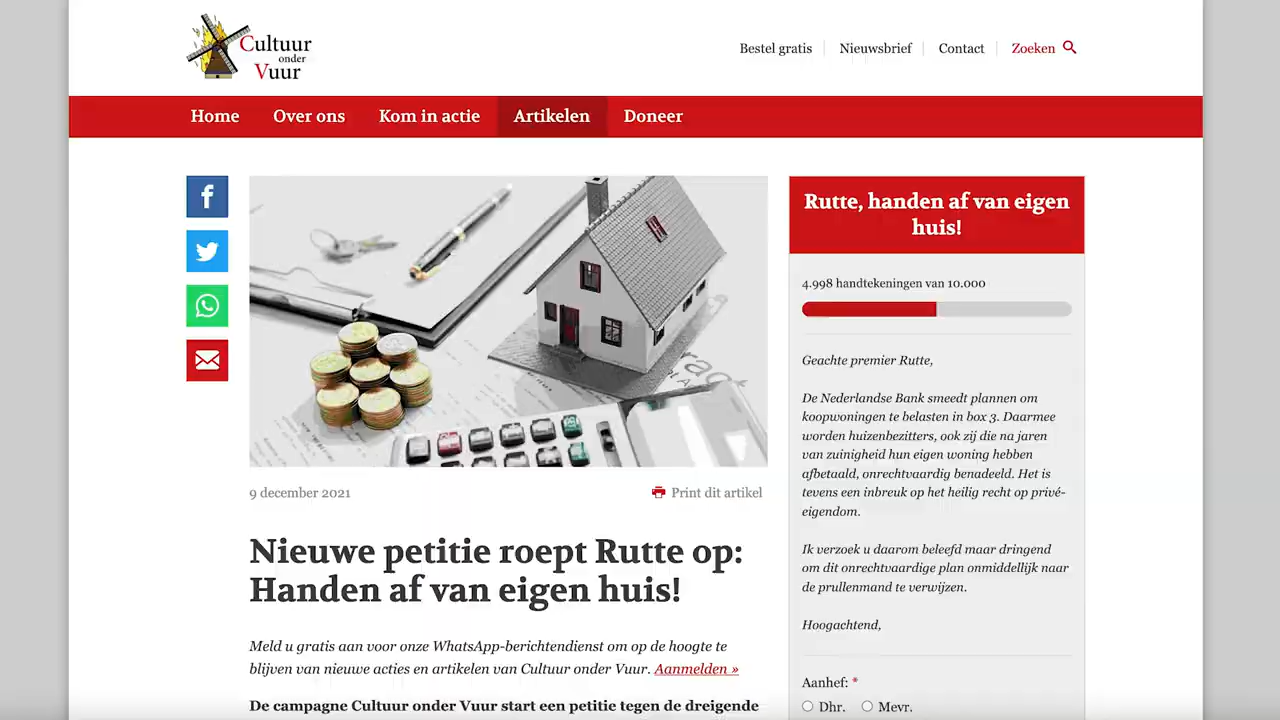 Cultuur
onder
Vuur
Bestel gratis
Nieuwsbrief
Contact
Zoeken
Home
Over ons
Kom in actie
Artikelen
Doneer
9 december 2021
Print dit artikel
Nieuwe petitie roept Rutte op:
Handen af van eigen huis!
Meld u gratis aan voor onze WhatsApp-berichtendienst om op de hoogte te
blijven van nieuwe acties en artikelen van Cultuur onder Vuur. Aanmelden »
De campagne Cultuur onder Vuur start een petitie tegen de dreigende
Rutte, handen af van eigen
huis!
4.998 handtekeningen van 10.000
Geachte premier Rutte,
De Nederlandse Bank smeedt plannen om
koopwoningen te belasten in box 3. Daarmee
worden huizenbezitters, ook zij die na jaren
van zuinigheid hun eigen woning hebben
afbetaald, onrechtvaardig benadeeld. Het is
tevens een inbreuk op het heilig recht op privé-
eigendom.
Ik verzoek u daarom beleefd maar dringend
om dit onrechtvaardige plan onmiddellijk naar
de prullenmand te verwijzen.
Hoogachtend,
Aanhef: *
Dhr.
Mevr.